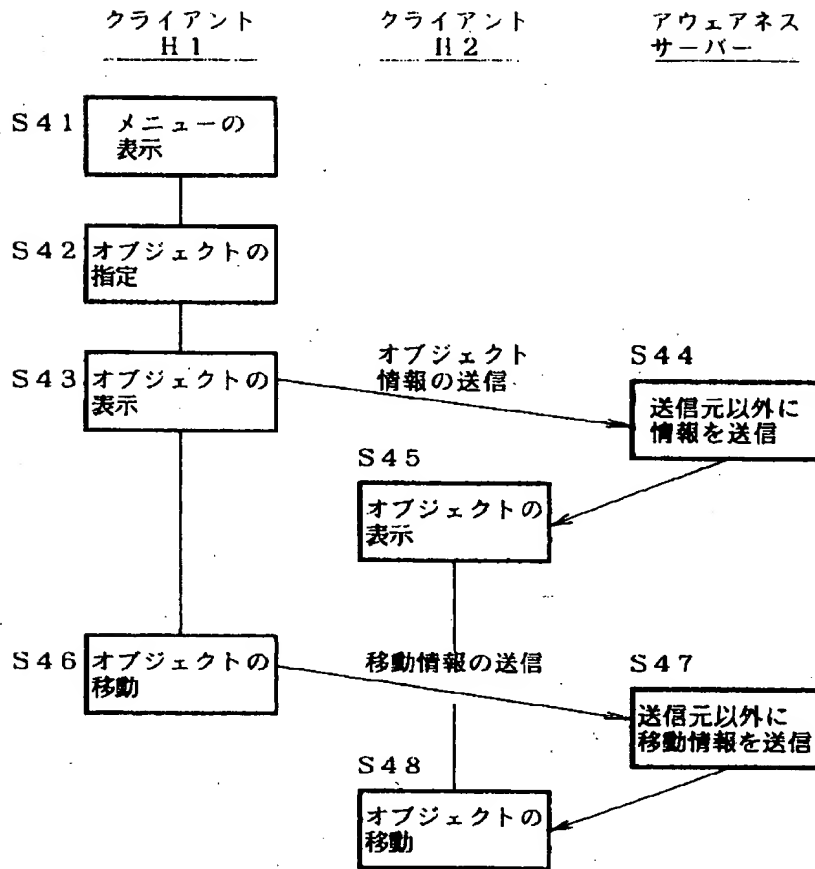 クライアント
H1
クライアント
H2
アウェアネス
サーバー
S41
メニューの
表示
S42
オブジェクトの
指定
S43
オブジェクトの
表示
オブジェクト
情報の送信
S44
送信元以外に
情報を送信
S45
オブジェクトの
表示
S46
オブジェクトの
移動
移動情報の送信
S47
送信元以外に
移動情報を送信
S48
オブジェクトの
移動